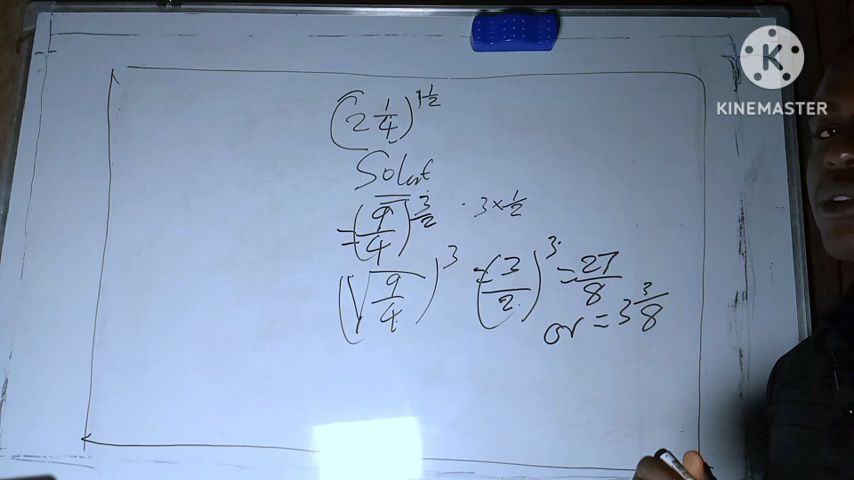 (2 1/4)^1 1/2
Solut
=(9/4)^3/2 · 3 × 1/2
(√9/4)^3 =(3/2)^3 = 27/8
or = 3 3/8
K
KINEMASTER